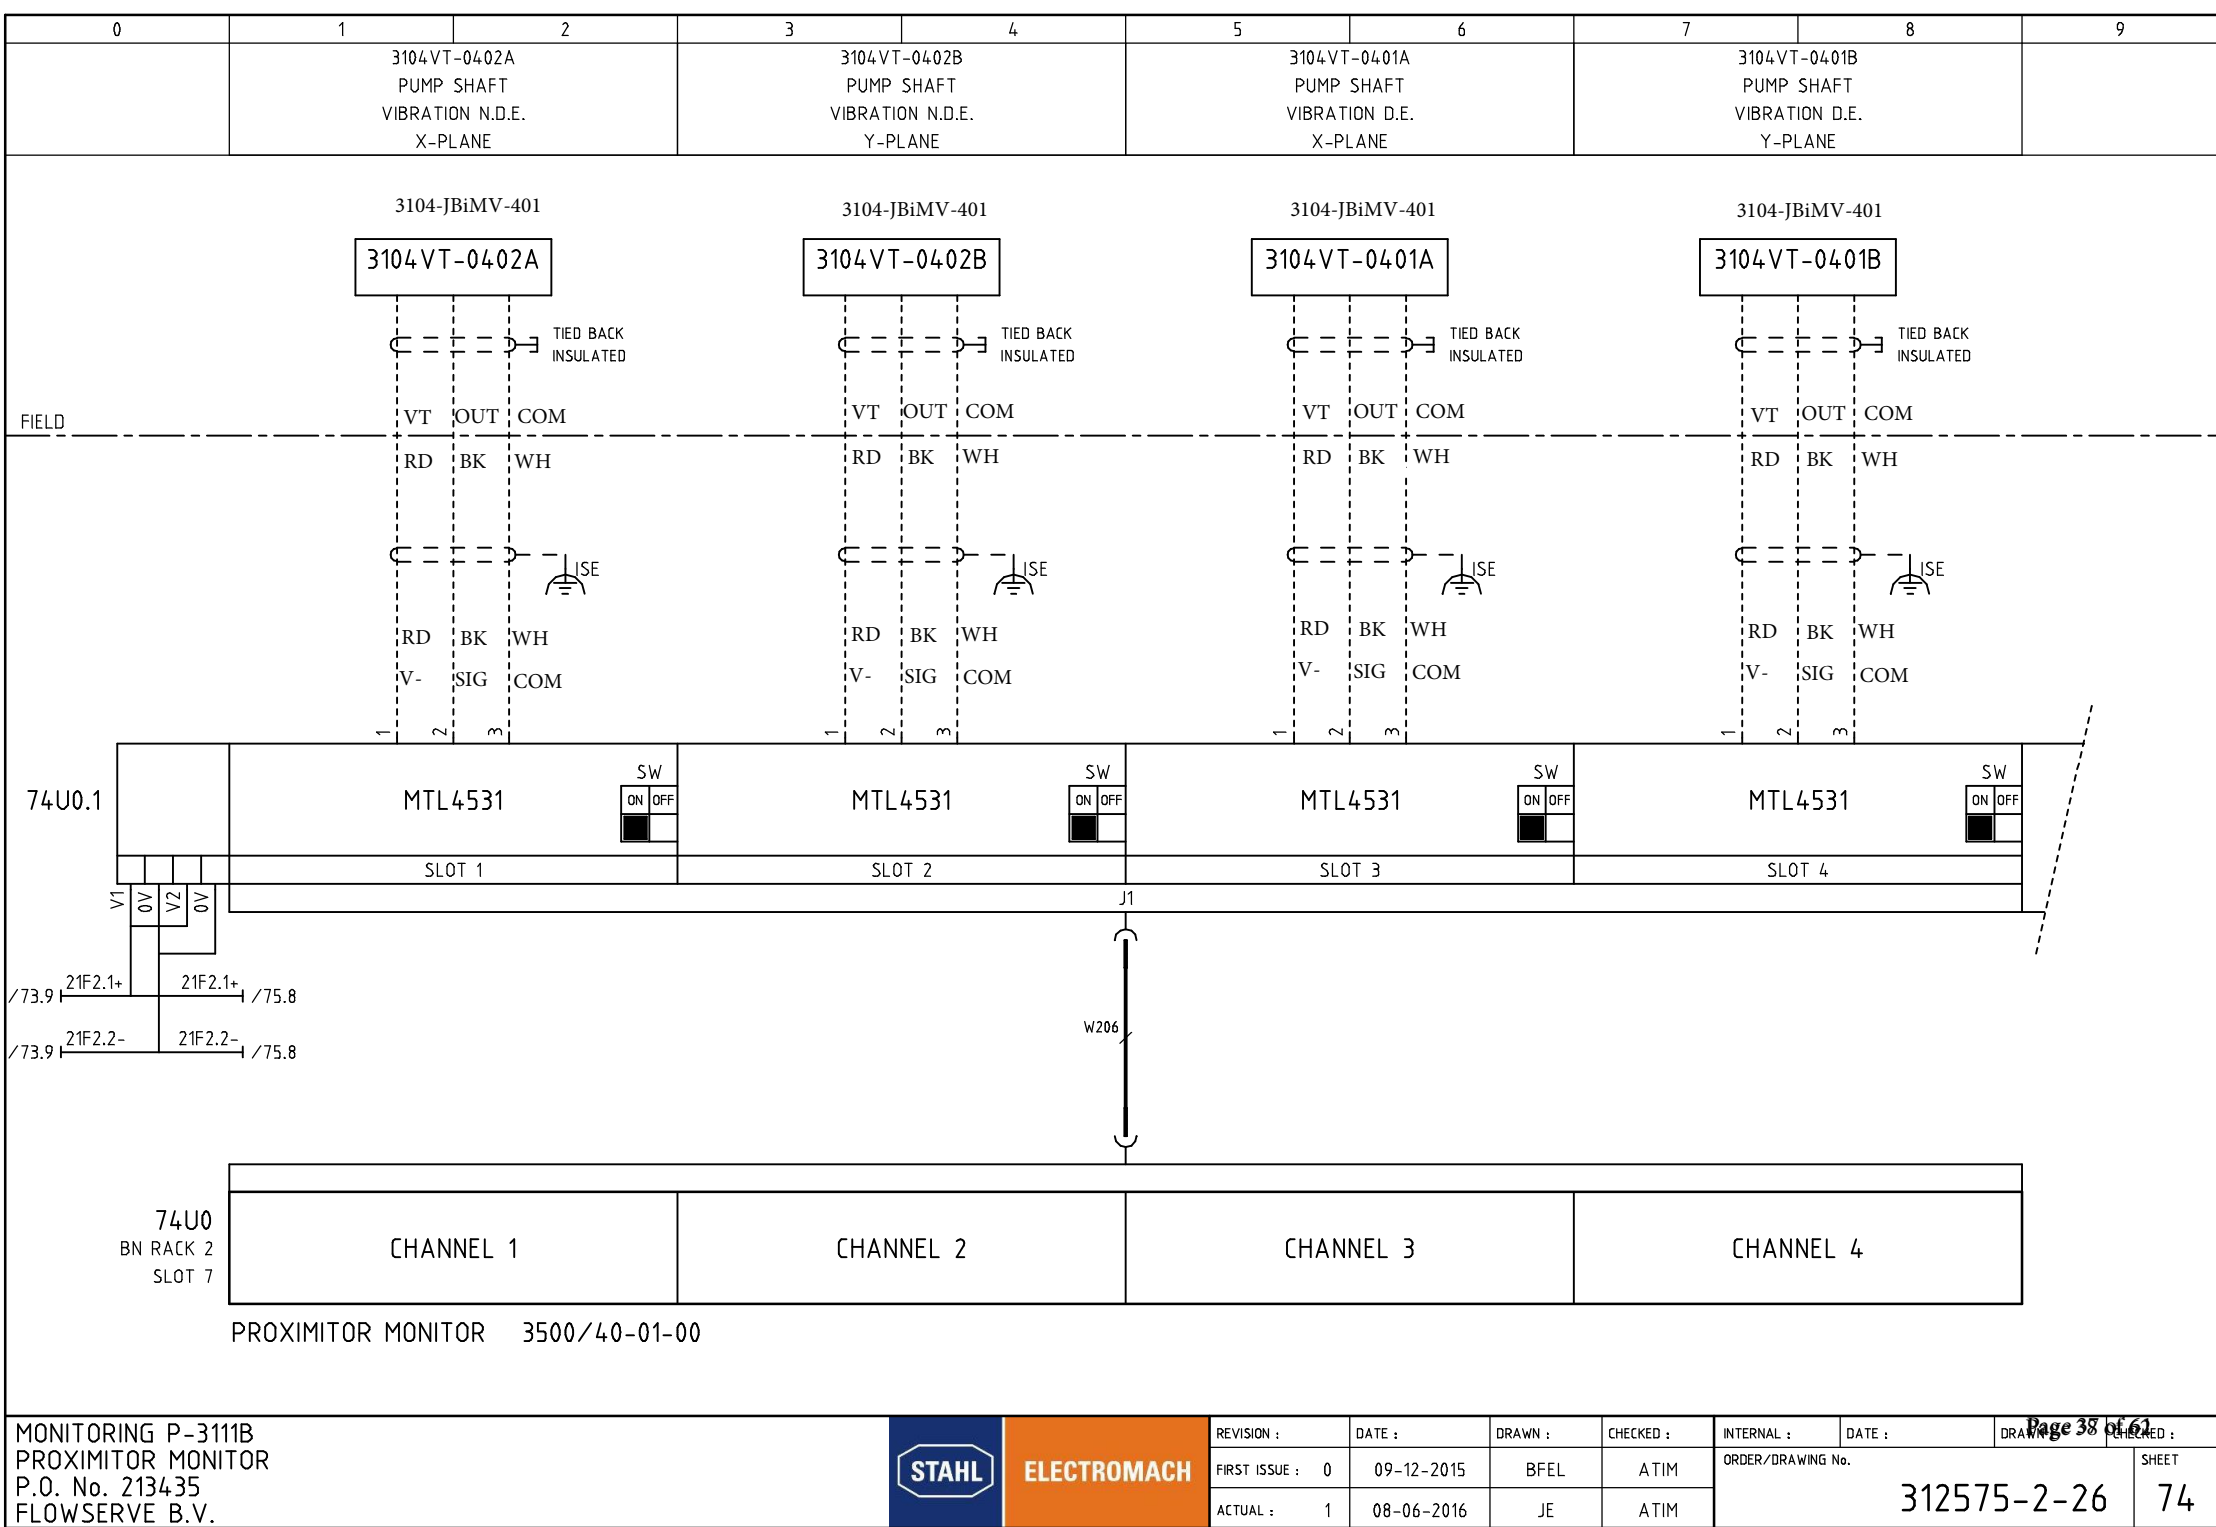 0 1 2 3 4 5 6 7 8 9
3104VT-0402A 3104VT-0402B 3104VT-0401A 3104VT-0401B
PUMP SHAFT PUMP SHAFT PUMP SHAFT PUMP SHAFT
VIBRATION N.D.E. VIBRATION N.D.E. VIBRATION D.E. VIBRATION D.E.
X-PLANE Y-PLANE X-PLANE Y-PLANE
3104-JBiMV-401 3104-JBiMV-401 3104-JBiMV-401 3104-JBiMV-401
3104VT-0402A 3104VT-0402B 3104VT-0401A 3104VT-0401B
TIED BACK TIED BACK TIED BACK TIED BACK
INSULATED INSULATED INSULATED INSULATED
FIELD VT OUT COM VT OUT COM VT OUT COM VT OUT COM
RD BK WH RD BK WH RD BK WH RD BK WH
ISE ISE ISE ISE
RD BK WH RD BK WH RD BK WH RD BK WH
V- SIG COM V- SIG COM V- SIG COM V- SIG COM
1 2 3 1 2 3 1 2 3 1 2 3
SW SW SW SW
74U0.1 MTL4531 ON OFF MTL4531 ON OFF MTL4531 ON OFF MTL4531 ON OFF
SLOT 1 SLOT 2 SLOT 3 SLOT 4
V1 0V V2 0V J1
/73.9 21F2.1+ 21F2.1+ /75.8
W206
/73.9 21F2.2- 21F2.2- /75.8
74U0
BN RACK 2 CHANNEL 1 CHANNEL 2 CHANNEL 3 CHANNEL 4
SLOT 7
PROXIMITOR MONITOR 3500/40-01-00
MONITORING P-3111B
PROXIMITOR MONITOR
P.O. No. 213435
FLOWSERVE B.V.
STAHL ELECTROMACH
REVISION : DATE : DRAWN : CHECKED : INTERNAL : DATE :
FIRST ISSUE : 0 09-12-2015 BFEL ATIM
ACTUAL : 1 08-06-2016 JE ATIM
ORDER/DRAWING No. SHEET
312575-2-26 74